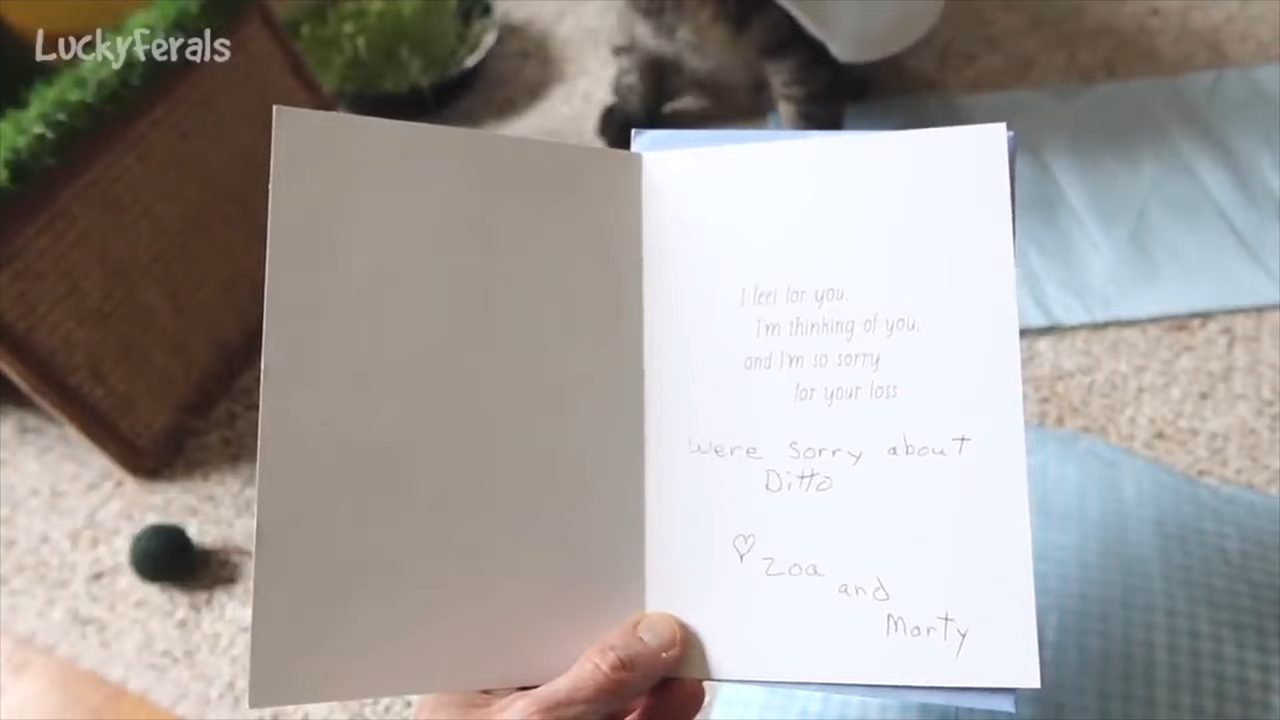 LuckyFerals
I feel for you,
I'm thinking of you,
and I'm so sorry
for your loss.
were sorry about
Ditto
♡ Zoa
and
Marty